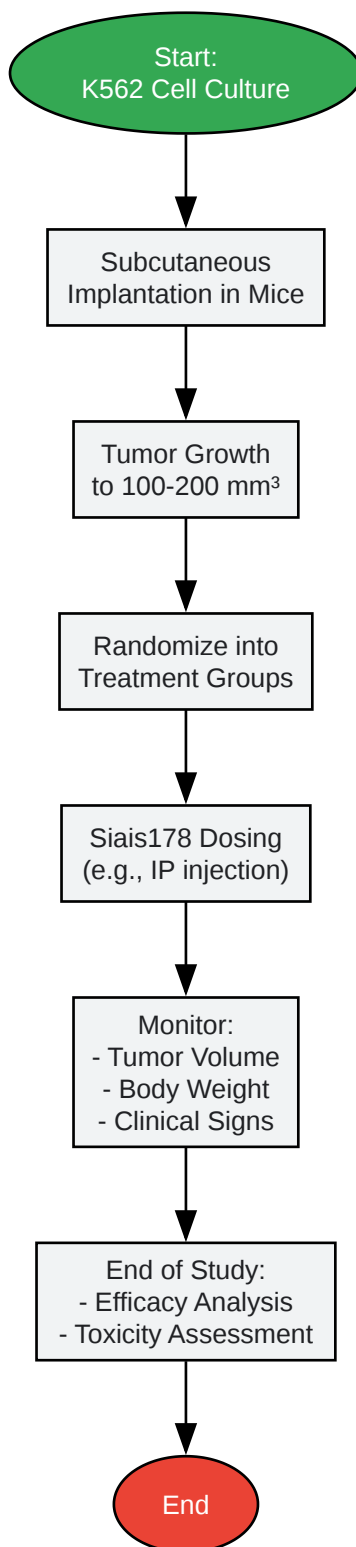 Start:
K562 Cell Culture
Subcutaneous
Implantation in Mice
Tumor Growth
to 100-200 mm³
Randomize into
Treatment Groups
Siais178 Dosing
(e.g., IP injection)
Monitor:
- Tumor Volume
- Body Weight
- Clinical Signs
End of Study:
- Efficacy Analysis
- Toxicity Assessment
End